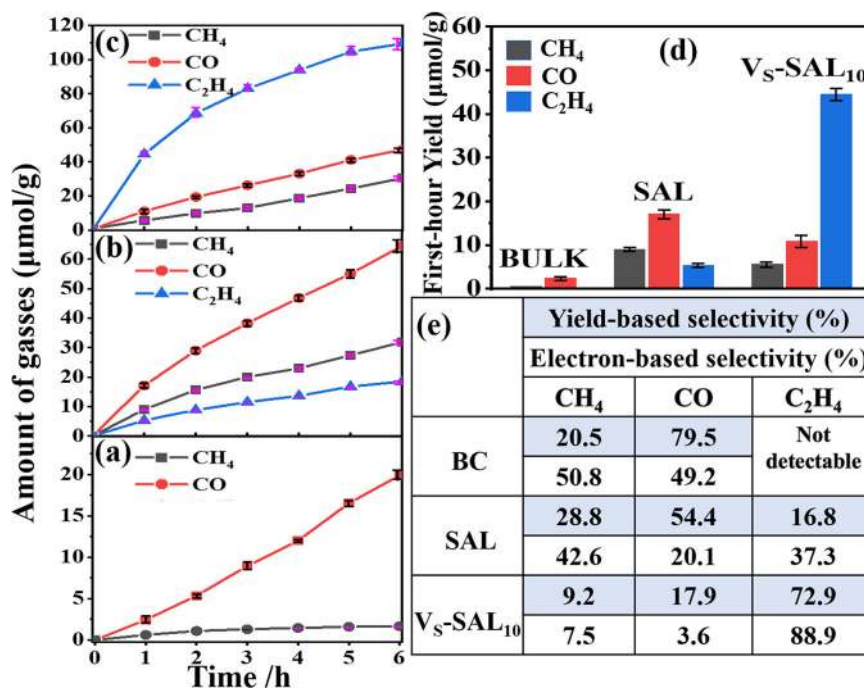 Amount of gasses (μmol/g)
(c)
CH₄
CO
C₂H₄
120
100
80
60
40
20
0
(b)
CH₄
CO
C₂H₄
60
50
40
30
20
10
0
(a)
CH₄
CO
20
15
10
5
0
0 1 2 3 4 5 6
Time /h
First-hour Yield (μmol/g)
(d)
CH₄
CO
C₂H₄
60
50
40
30
20
10
0
BULK
SAL
Vₛ-SAL₁₀
(e)
Yield-based selectivity (%)
Electron-based selectivity (%)
CH₄ CO C₂H₄
BC
20.5 79.5 Not
detectable
50.8 49.2
SAL
28.8 54.4 16.8
42.6 20.1 37.3
Vₛ-SAL₁₀
9.2 17.9 72.9
7.5 3.6 88.9